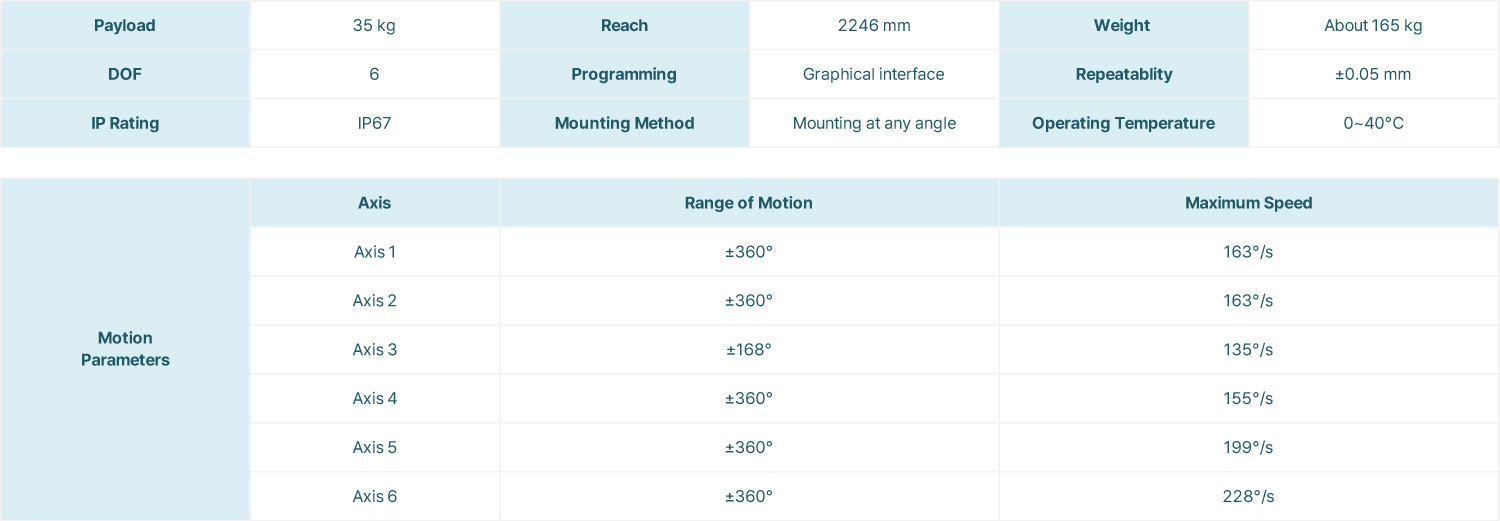 Payload 35 kg Reach 2246 mm Weight About 165 kg
DOF 6 Programming Graphical interface Repeatablity ±0.05 mm
IP Rating IP67 Mounting Method Mounting at any angle Operating Temperature 0~40°C
Axis Range of Motion Maximum Speed
Axis 1 ±360° 163°/s
Axis 2 ±360° 163°/s
Motion
Parameters
Axis 3 ±168° 135°/s
Axis 4 ±360° 155°/s
Axis 5 ±360° 199°/s
Axis 6 ±360° 228°/s